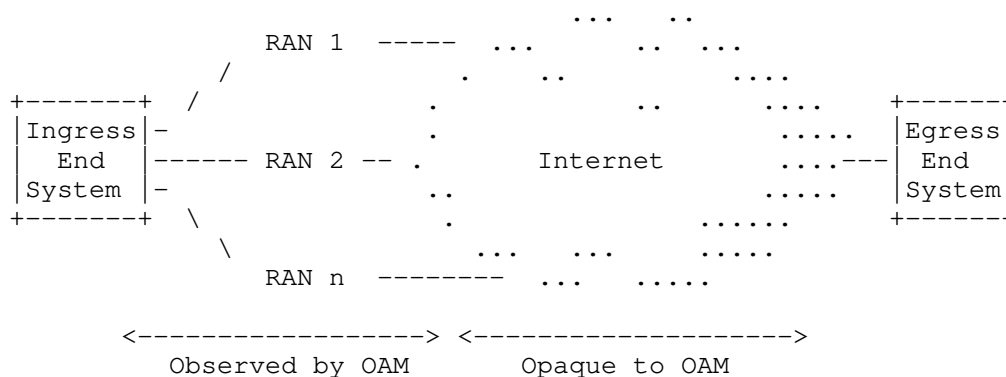 RAN 1
Ingress Egress
End RAN 2 Internet End
System System
RAN n
Observed by OAM Opaque to OAM